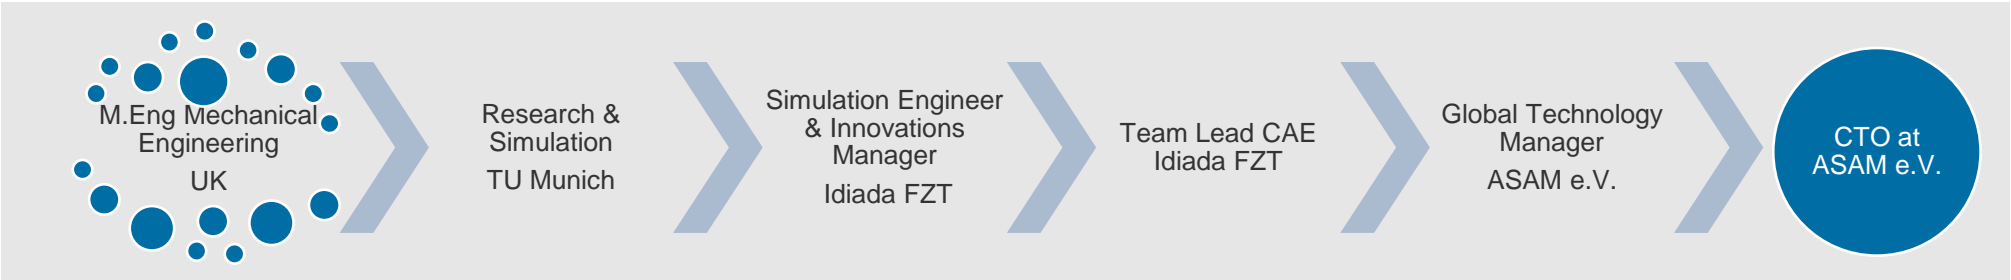 M.Eng Mechanical
Engineering
UK
Research &
Simulation
TU Munich
Simulation Engineer
& Innovations
Manager
Idiada FZT
Team Lead CAE
Idiada FZT
Global Technology
Manager
ASAM e.V.
CTO at
ASAM e.V.